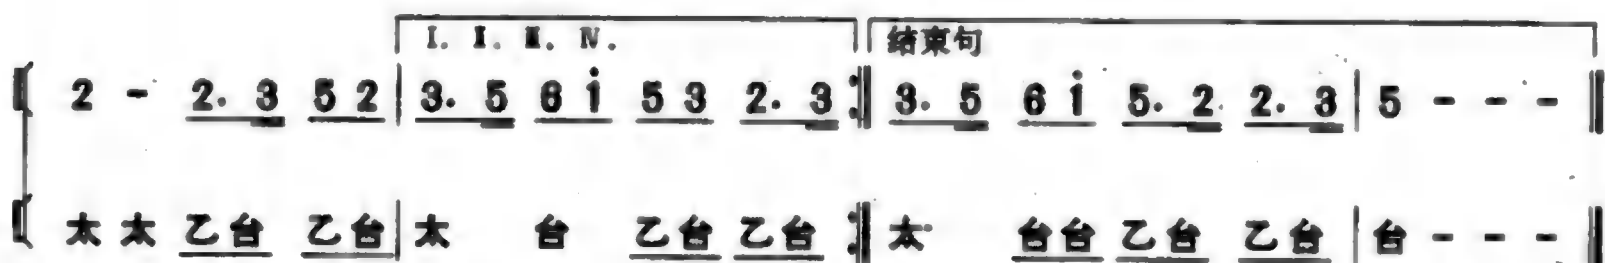 I. II. III. IV. 结束句
2 - 2. 3 5 2 | 3. 5 6 i̇ 5 3 2. 3 :‖ 3. 5 6 i̇ 5. 2 2. 3 | 5 - - - ‖
太 太 乙台 乙台 | 太 台 乙台 乙台 :‖ 太 台台 乙台 乙台 | 台 - - - ‖